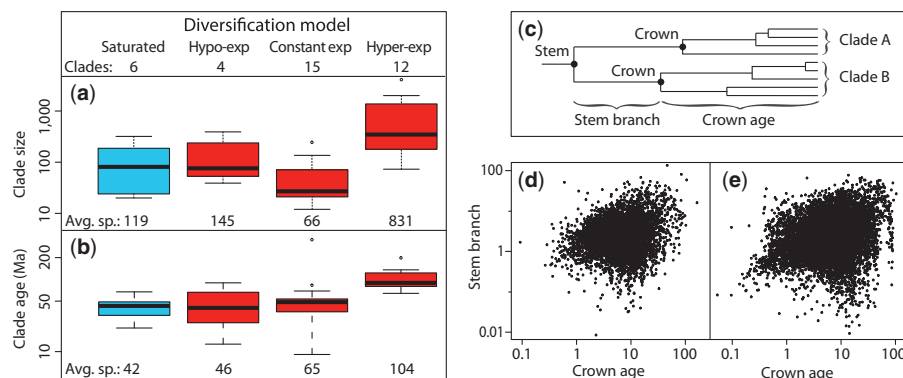 Diversification model
Saturated Hypo-exp Constant exp Hyper-exp
Clades: 6 4 15 12
(a)
Clade size
1,000
100
10
Avg. sp.: 119 145 66 831
(b)
Clade age (Ma)
200
50
10
Avg. sp.: 42 46 65 104
(c)
Stem
Crown
Clade A
Crown
Clade B
Stem branch Crown age
(d)
(e)
Stem branch
100
1
0.01
0.1 1 10 100
Crown age
0.1 1 10 100
Crown age